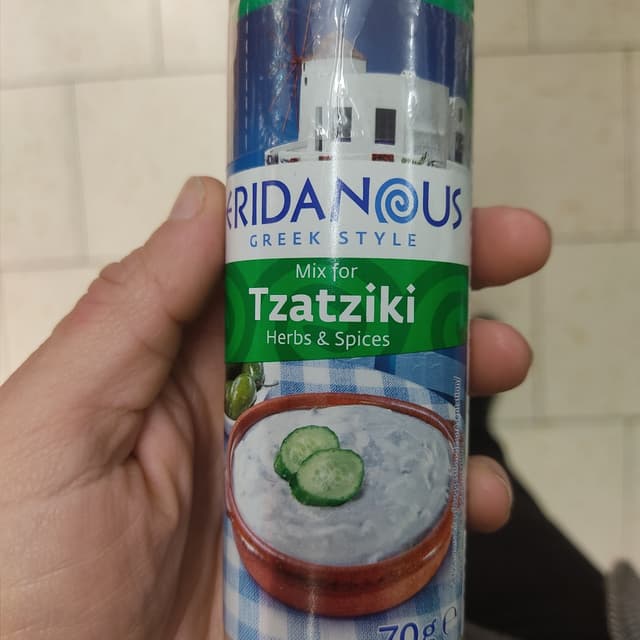 ERIDANOUS
GREEK STYLE
Mix for
Tzatziki
Herbs & Spices
70g e